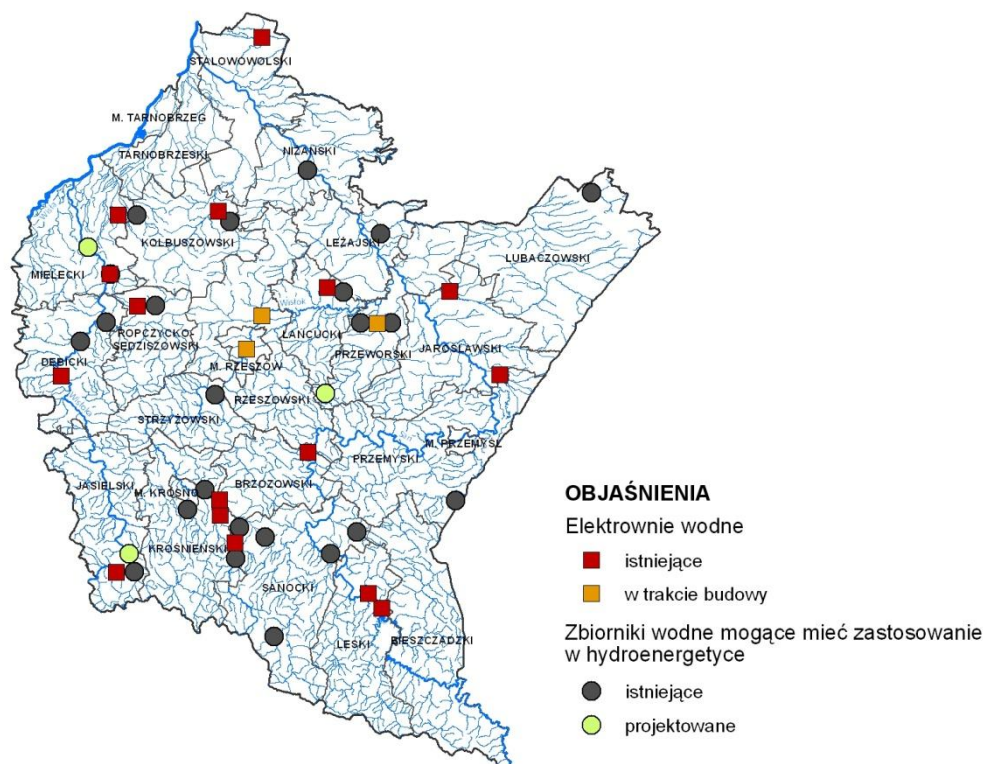 STALOWOWOLSKI
M. TARNOBRZEG
TARNOBRZESKI
NIŻAŃSKI
KOLBUSZOWSKI
LEŻAJSKI
LUBACZOWSKI
MIELECKI
Wisłok
ROPCZYCKO-
SĘDZISZOWSKI
ŁAŃCUCKI
PRZEWORSKI
JAROSŁAWSKI
DĘBICKI
M. RZESZÓW
RZESZOWSKI
STRZYŻOWSKI
M. PRZEMYŚL
PRZEMYSKI
JASIELSKI
M. KROSNO
BRZOZOWSKI
KROŚNIEŃSKI
SANOCKI
LESKI
BIESZCZADZKI
OBJAŚNIENIA
Elektrownie wodne
istniejące
w trakcie budowy
Zbiorniki wodne mogące mieć zastosowanie
w hydroenergetyce
istniejące
projektowane